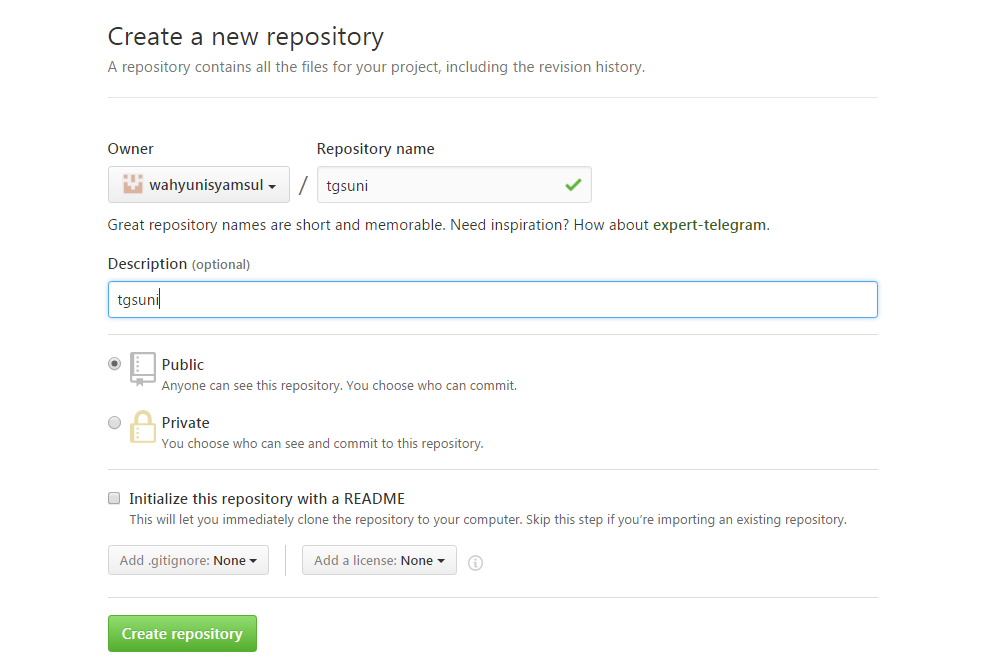 Create a new repository
A repository contains all the files for your project, including the revision history.
Owner
Repository name
wahyunisyamsul / tgsuni
Great repository names are short and memorable. Need inspiration? How about expert-telegram.
Description (optional)
tgsuni
Public
Anyone can see this repository. You choose who can commit.
Private
You choose who can see and commit to this repository.
Initialize this repository with a README
This will let you immediately clone the repository to your computer. Skip this step if you’re importing an existing repository.
Add .gitignore: None
Add a license: None
Create repository